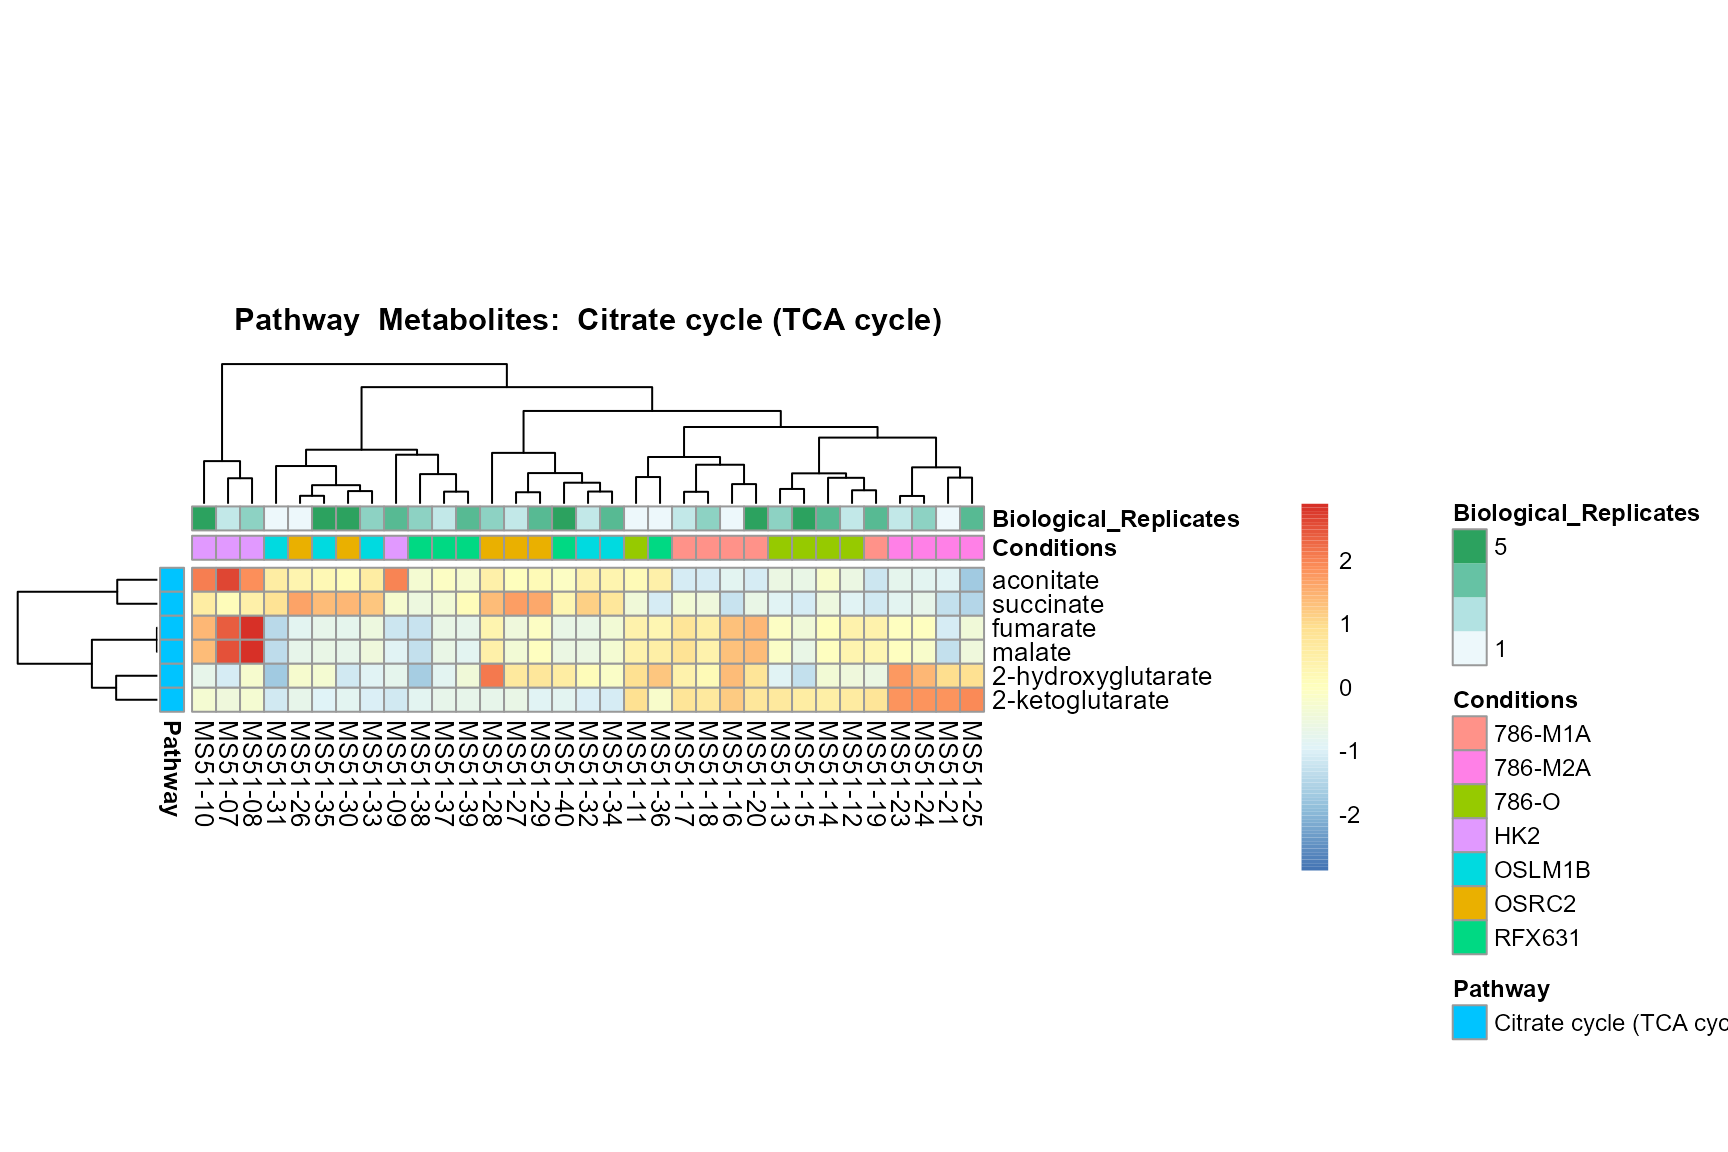 Pathway  Metabolites:  Citrate cycle (TCA cycle)
Biological_Replicates
Conditions
aconitate
succinate
fumarate
malate
2-hydroxyglutarate
2-ketoglutarate
Pathway
MS51-10
MS51-07
MS51-08
MS51-31
MS51-26
MS51-35
MS51-30
MS51-33
MS51-09
MS51-38
MS51-37
MS51-39
MS51-28
MS51-27
MS51-29
MS51-40
MS51-32
MS51-34
MS51-11
MS51-36
MS51-17
MS51-18
MS51-16
MS51-20
MS51-13
MS51-15
MS51-14
MS51-12
MS51-19
MS51-23
MS51-24
MS51-21
MS51-25
2
1
0
-1
-2
Biological_Replicates
5
1
Conditions
786-M1A
786-M2A
786-O
HK2
OSLM1B
OSRC2
RFX631
Pathway
Citrate cycle (TCA cyc